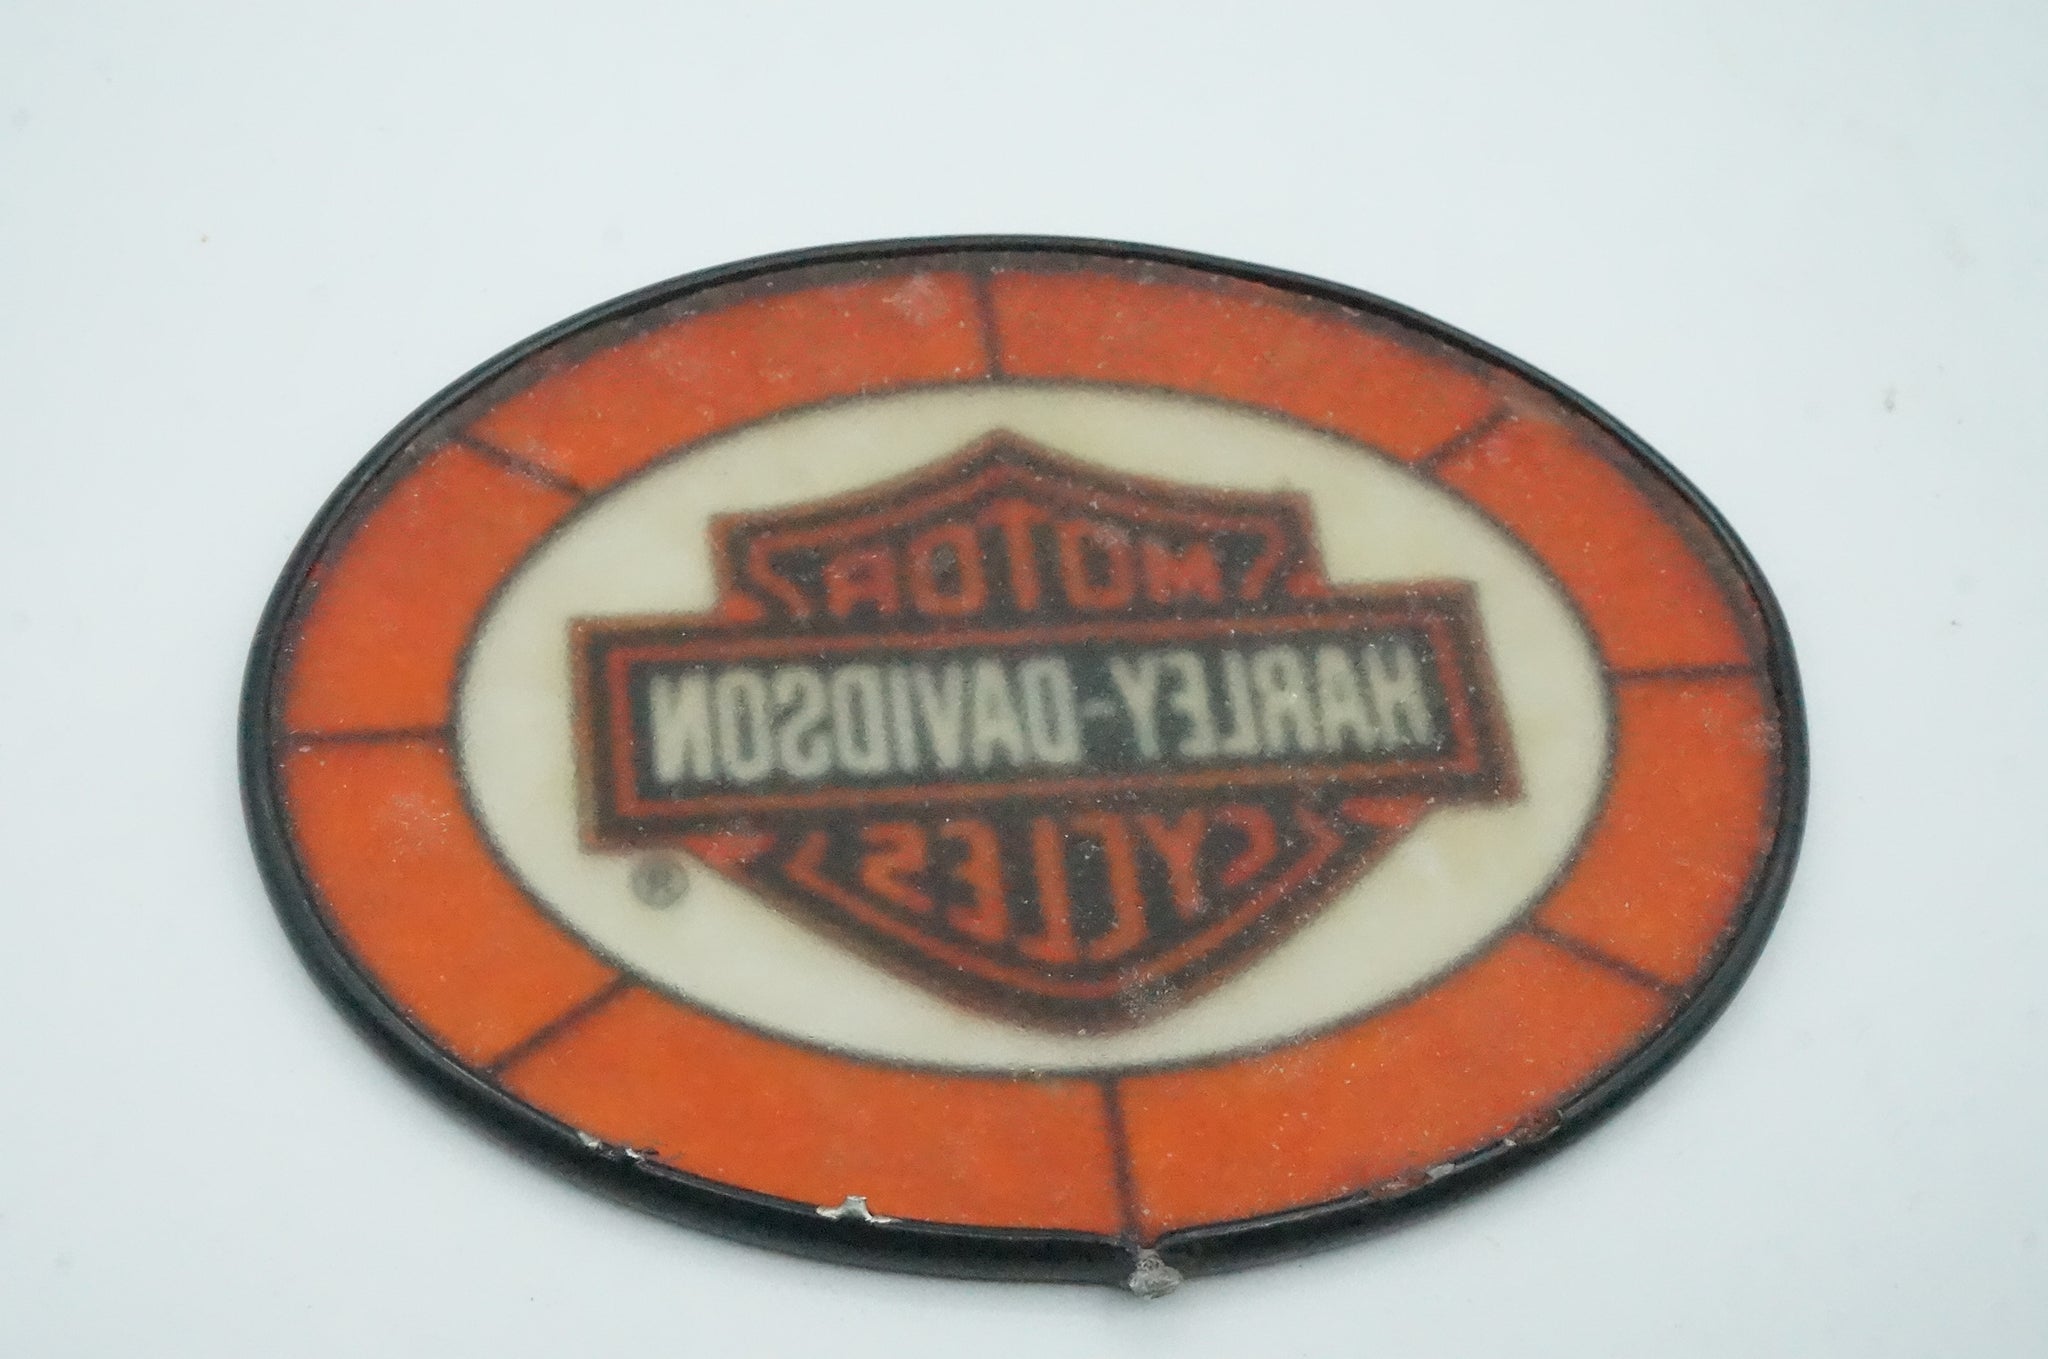 MOTOR
HARLEY-DAVIDSON
CYCLES
®